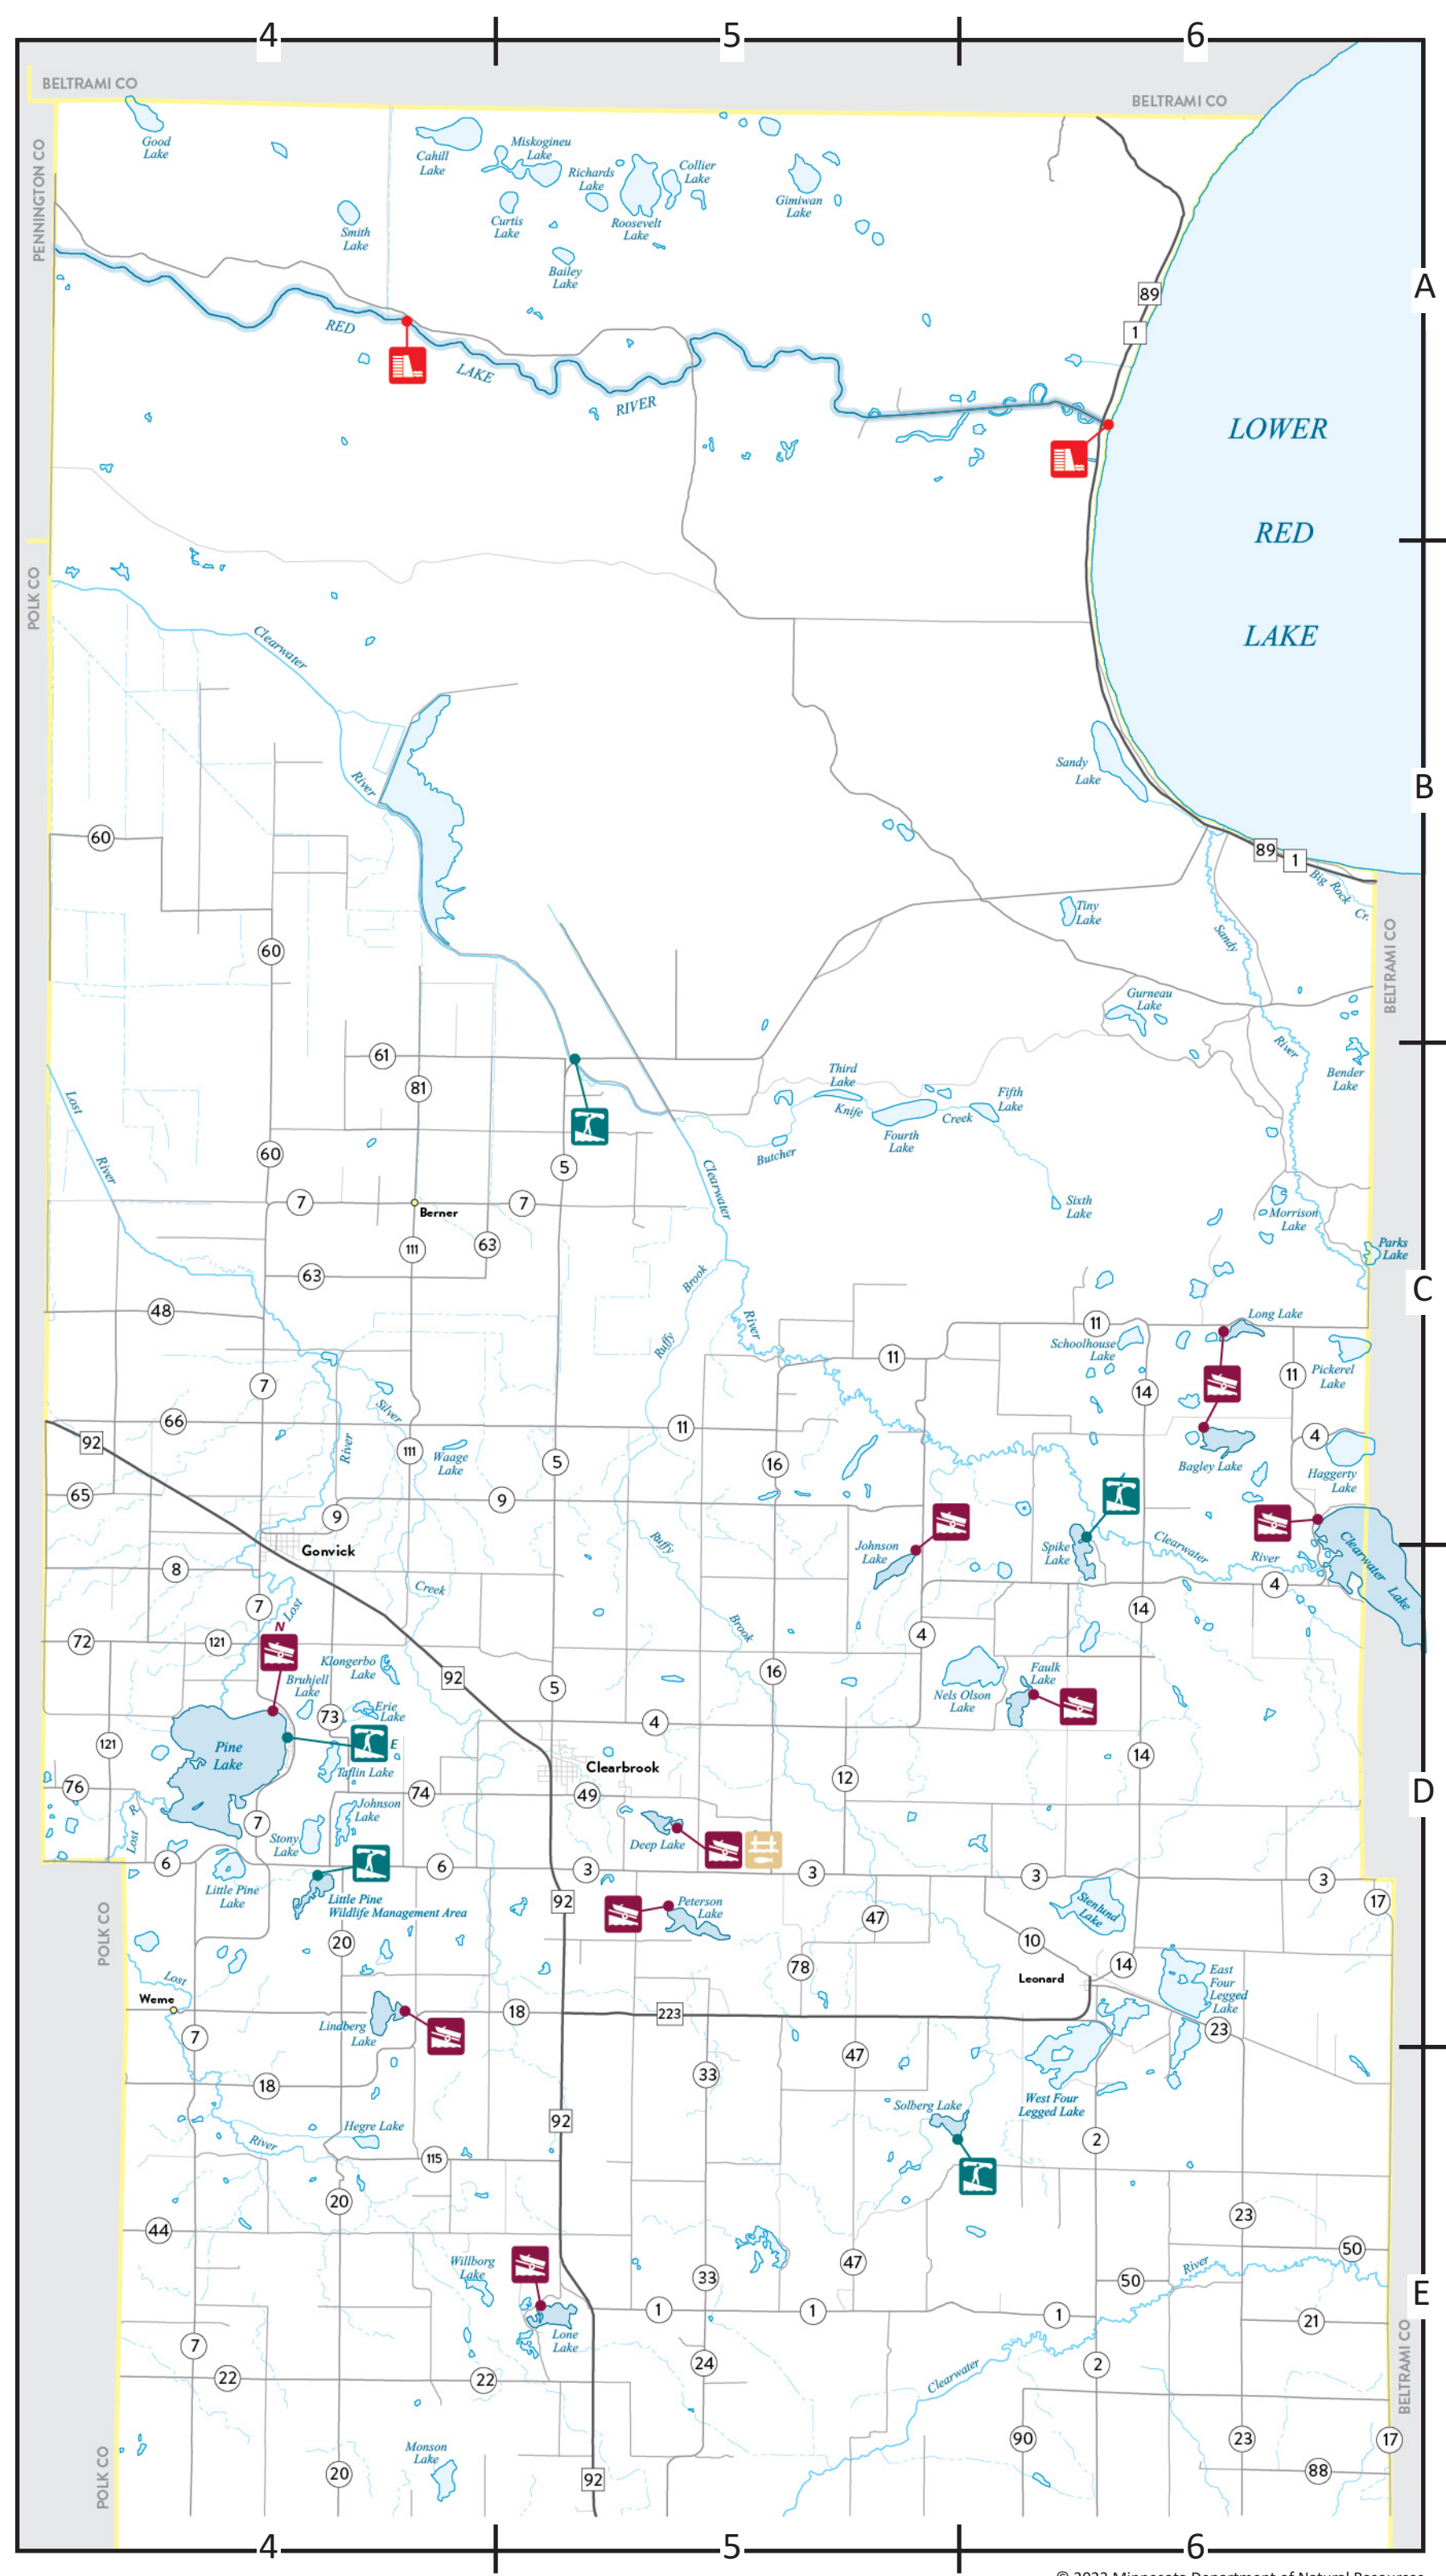 4
5
6
BELTRAMI CO
BELTRAMI CO
PENNINGTON CO
Good
Lake
Cahill
Lake
Miskogineu
Lake
Richards
Lake
Collier
Lake
Gimiwan
Lake
Smith
Lake
Curtis
Lake
Roosevelt
Lake
Bailey
Lake
A
89
1
RED
LAKE
RIVER
LOWER
RED
LAKE
POLK CO
Clearwater
River
Sandy
Lake
B
60
89
1
Big Rock Cr.
Tiny
Lake
Sandy
River
BELTRAMI CO
60
Gurneau
Lake
61
81
Third
Lake
Knife
Fourth
Lake
Creek
Fifth
Lake
Bender
Lake
Lost
River
60
5
Butcher
Clearwater
River
Sixth
Lake
7
7
Berner
Morrison
Lake
Parks
Lake
111
63
63
Brook
Ruffy
C
48
Long Lake
11
Schoolhouse
Lake
11
11
Pickerel
Lake
7
14
Silver
River
66
11
92
4
111
Waage
Lake
5
16
Bagley Lake
Haggerty
Lake
65
9
9
Gonvick
Ruffy
Johnson
Lake
Spike
Lake
Clearwater
River
Clearwater
Lake
8
Creek
4
7
Lost
14
N
72
121
Klongerbo
Lake
Brook
4
Bruhjell
Lake
92
16
Faulk
Lake
5
Nels Olson
Lake
73
Erie
Lake
4
121
Pine
Lake
E
14
Taflin Lake
Clearbrook
12
76
74
49
D
Lost
R.
7
Johnson
Lake
Stony
Lake
Deep Lake
6
6
3
3
3
3
Little Pine
Lake
Little Pine
Wildlife Management Area
92
Peterson
Lake
Stenlund
Lake
17
POLK CO
20
47
10
78
14
Leonard
Lost
East
Four
Legged
Lake
Weme
18
223
Lindberg
Lake
7
23
47
33
18
Solberg Lake
West Four
Legged Lake
92
Hegre Lake
River
2
115
20
23
44
Willborg
Lake
33
47
50
River
50
E
1
1
1
Lone
Lake
21
7
24
BELTRAMI CO
22
22
Clearwater
2
POLK CO
Monson
Lake
20
92
90
23
17
88
4
5
6
© 2023 Minnesota Department of Natural Resources